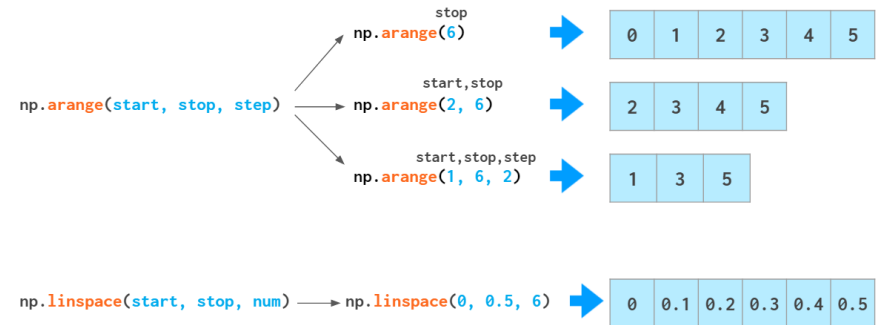 stop
np.arange(6)
0 1 2 3 4 5
start,stop
np.arange(start, stop, step)
np.arange(2, 6)
2 3 4 5
start,stop,step
np.arange(1, 6, 2)
1 3 5
np.linspace(start, stop, num)
np.linspace(0, 0.5, 6)
0 0.1 0.2 0.3 0.4 0.5